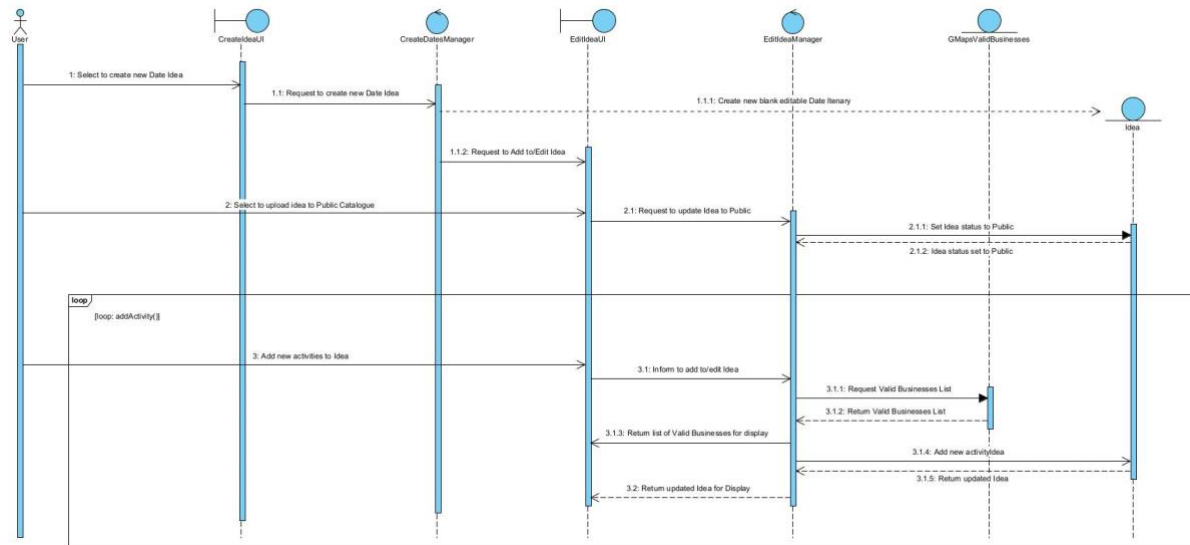 User
CreateIdeaUI
CreateDatesManager
EditIdeaUI
EditIdeaManager
GMapsValidBusinesses
1: Select to create new Date Idea
1.1: Request to create new Date Idea
1.1.1: Create new blank editable Date Itenary
Idea
1.1.2: Request to Add to/Edit Idea
2: Select to upload idea to Public Catalogue
2.1: Request to update Idea to Public
2.1.1: Set Idea status to Public
2.1.2: Idea status set to Public
loop
[loop: addActivity()]
3: Add new activities to Idea
3.1: Inform to add to/edit Idea
3.1.1: Request Valid Businesses List
3.1.2: Return Valid Businesses List
3.1.3: Return list of Valid Businesses for display
3.1.4: Add new activityIdea
3.1.5: Return updated Idea
3.2: Return updated Idea for Display